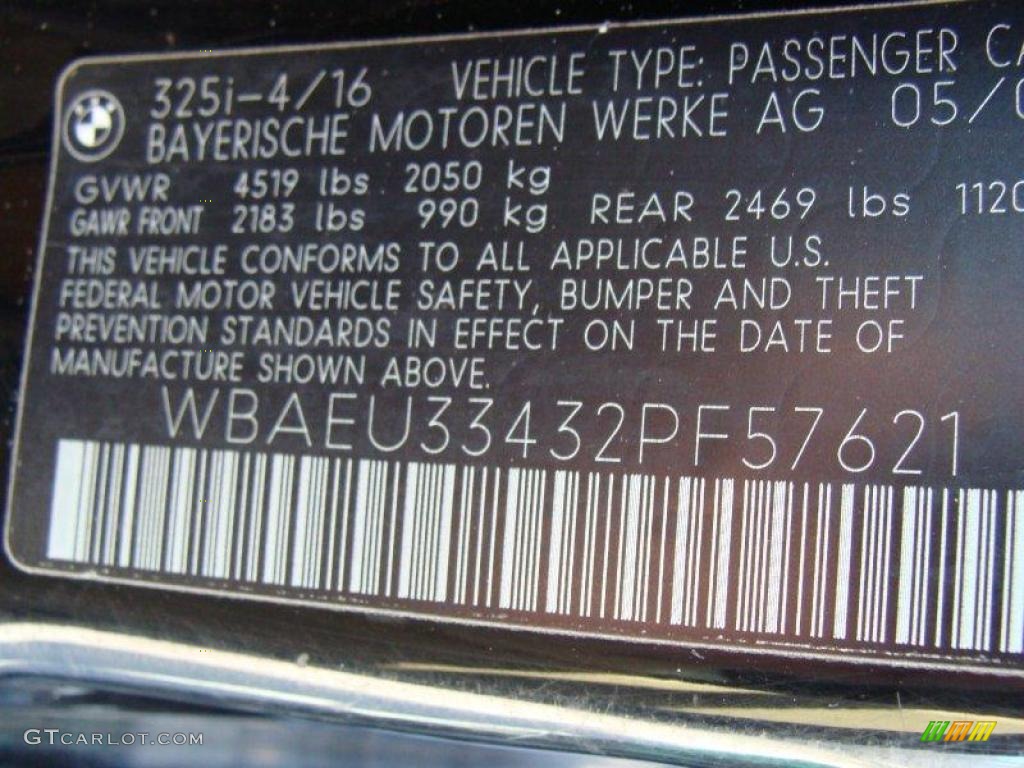 325i-4/16 VEHICLE TYPE: PASSENGER
BAYERISCHE MOTOREN WERKE AG 05/
GVWR 4519 lbs 2050 kg
GAWR FRONT 2183 lbs 990 kg REAR 2469 lbs 1120
THIS VEHICLE CONFORMS TO ALL APPLICABLE U.S.
FEDERAL MOTOR VEHICLE SAFETY, BUMPER AND THEFT
PREVENTION STANDARDS IN EFFECT ON THE DATE OF
MANUFACTURE SHOWN ABOVE.
WBAEU33432PF57621
GTCARLOT.COM